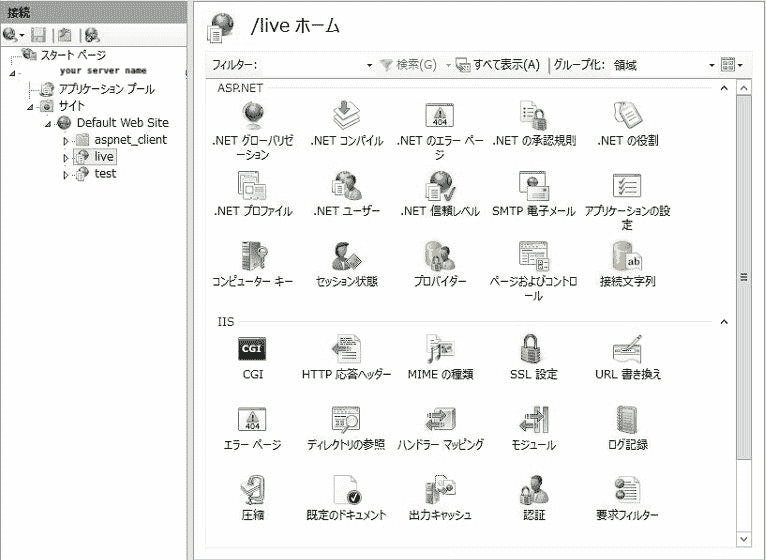 接続
スタート ページ
your server name
アプリケーション プール
サイト
Default Web Site
aspnet_client
live
test
/live ホーム
フィルター: 検索(G) すべて表示(A) グループ化: 領域
ASP.NET
.NET グローバリゼ
ーション
.NET コンパイル
.NET のエラー ペー
ジ
.NET の承認規則
.NET の役割
.NET プロファイル
.NET ユーザー
.NET 信頼レベル
SMTP 電子メール
アプリケーションの設
定
コンピューター キー
セッション状態
プロバイダー
ページおよびコントロ
ール
接続文字列
IIS
CGI
CGI
HTTP 応答ヘッダー
MIME の種類
SSL 設定
URL 書き換え
404
404
エラー ページ
ディレクトリの参照
ハンドラー マッピング
モジュール
ログ記録
圧縮
既定のドキュメント
出力キャッシュ
認証
要求フィルター
ab